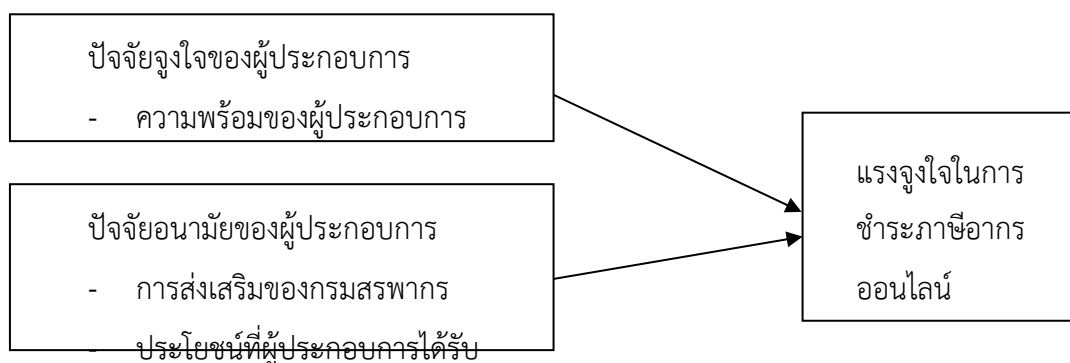 ปัจจัยจูงใจของผู้ประกอบการ
- ความพร้อมของผู้ประกอบการ
ปัจจัยอนามัยของผู้ประกอบการ
- การส่งเสริมของกรมสรรพากร
- ประโยชน์ที่ผู้ประกอบการได้รับ
แรงจูงใจในการ
ชำระภาษีอากร
ออนไลน์